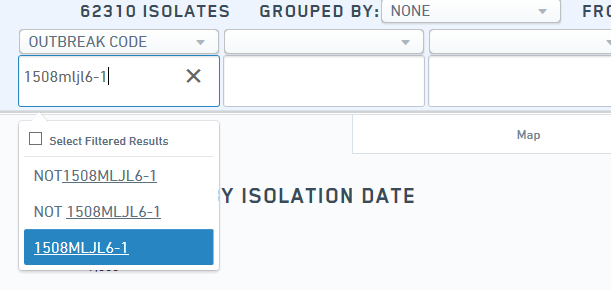 62310 ISOLATES GROUPED BY: NONE FRO
OUTBREAK CODE
1508mljl6-1
Select Filtered Results
Map
NOT1508MLJL6-1
Y ISOLATION DATE
NOT 1508MLJL6-1
1508MLJL6-1